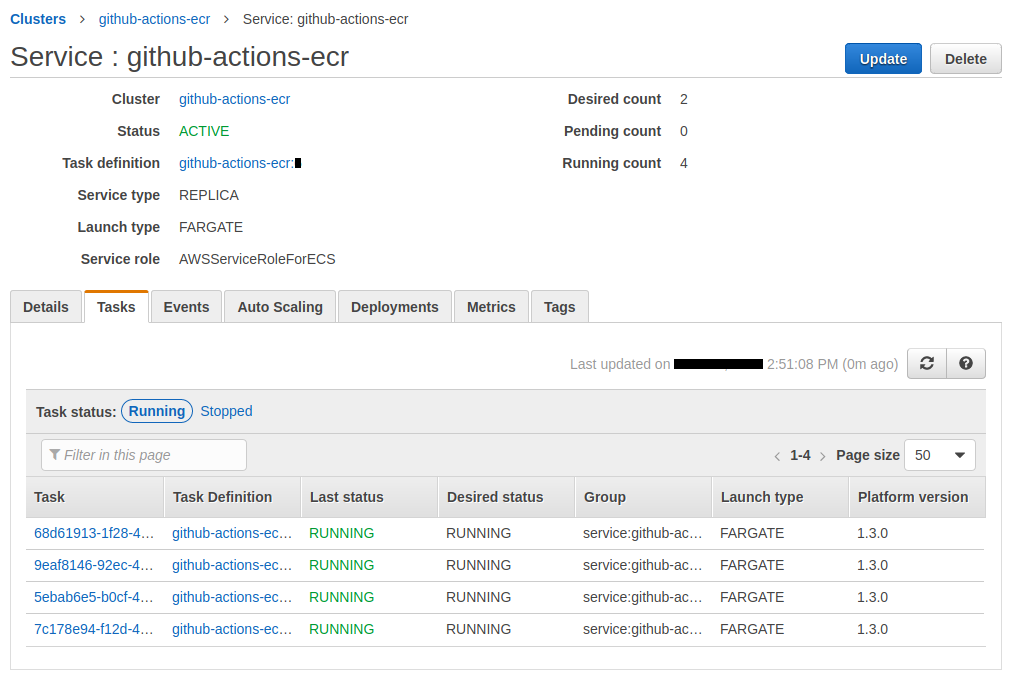 Clusters > github-actions-ecr > Service: github-actions-ecr
Service : github-actions-ecr
Update Delete
Cluster github-actions-ecr Desired count 2
Status ACTIVE Pending count 0
Task definition github-actions-ecr: Running count 4
Service type REPLICA
Launch type FARGATE
Service role AWSServiceRoleForECS
Details Tasks Events Auto Scaling Deployments Metrics Tags
Last updated on 2:51:08 PM (0m ago)
Task status: Running Stopped
Filter in this page < 1-4 > Page size 50
Task Task Definition Last status Desired status Group Launch type Platform version
68d61913-1f28-4... github-actions-ec... RUNNING RUNNING service:github-ac... FARGATE 1.3.0
9eaf8146-92ec-4... github-actions-ec... RUNNING RUNNING service:github-ac... FARGATE 1.3.0
5ebab6e5-b0cf-4... github-actions-ec... RUNNING RUNNING service:github-ac... FARGATE 1.3.0
7c178e94-f12d-4... github-actions-ec... RUNNING RUNNING service:github-ac... FARGATE 1.3.0